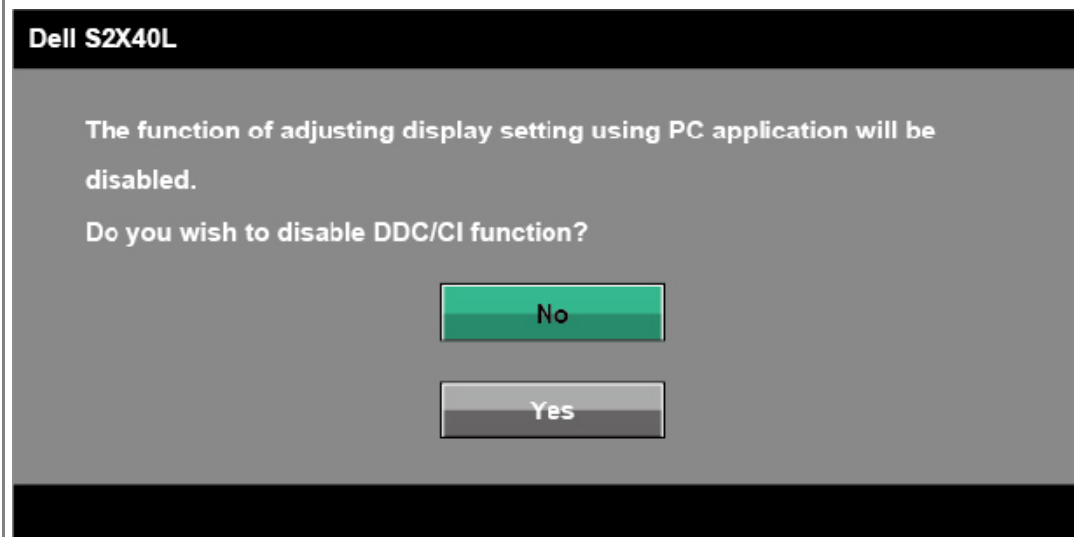 Dell S2X40L
The function of adjusting display setting using PC application will be
disabled.
Do you wish to disable DDC/CI function?
No
Yes